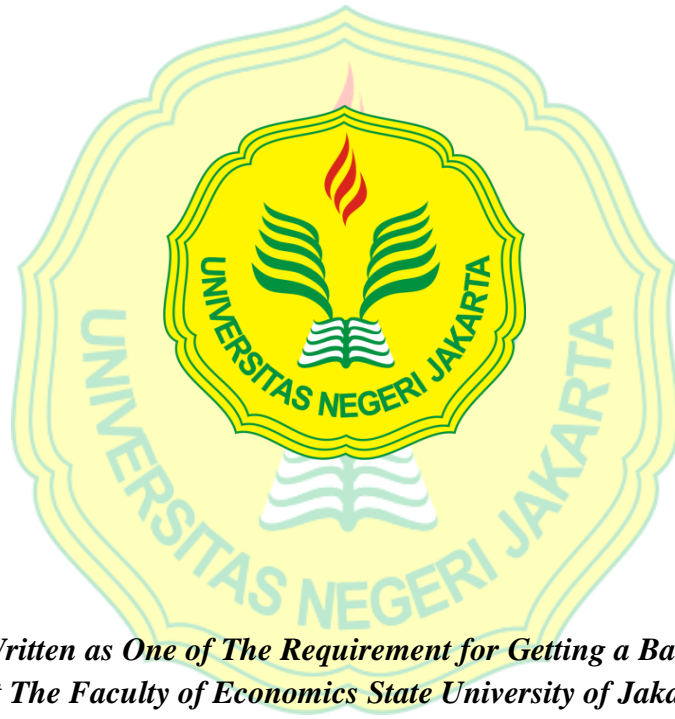 UNIVERSITAS NEGERI JAKARTA
UNIVERSITAS NEGERI JAKARTA
Written as One of The Requirement for Getting a Ba
The Faculty of Economics State University of Jaka